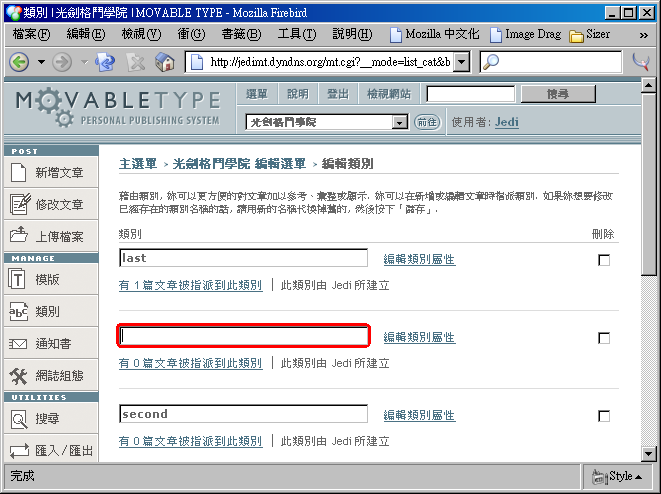 類別 | 光劍格鬥學院 | MOVABLE TYPE - Mozilla Firebird
檔案(F) 編輯(E) 檢視(V) 衝(G) 書籤(B) 工具(T) 說明(H) Mozilla 中文化 Image Drag Sizer »
http://jedimt.dyndns.org/mt.cgi?__mode=list_cat&b
MOVABLETYPE 選單 說明 登出 檢視網站 搜尋
PERSONAL PUBLISHING SYSTEM 光劍格鬥學院 前往 使用者: Jedi
POST
新增文章
修改文章
上傳檔案
MANAGE
模版
abc 類別
通知書
網誌組態
UTILITIES
搜尋
匯入/匯出
主選單 > 光劍格鬥學院 編輯選單 > 編輯類別
藉由類別, 妳可以更方便的對文章加以參考、彙整或顯示. 妳可以在新增或編輯文章時指派類別. 如果妳想要修改
已經存在的類別名稱的話, 請用新的名稱代換掉舊的, 然後按下「儲存」.
類別 刪除
last 編輯類別屬性
有 1 篇文章被指派到此類別 | 此類別由 Jedi 所建立
編輯類別屬性
有 0 篇文章被指派到此類別 | 此類別由 Jedi 所建立
second 編輯類別屬性
有 0 篇文章被指派到此類別 | 此類別由 Jedi 所建立
完成 Style